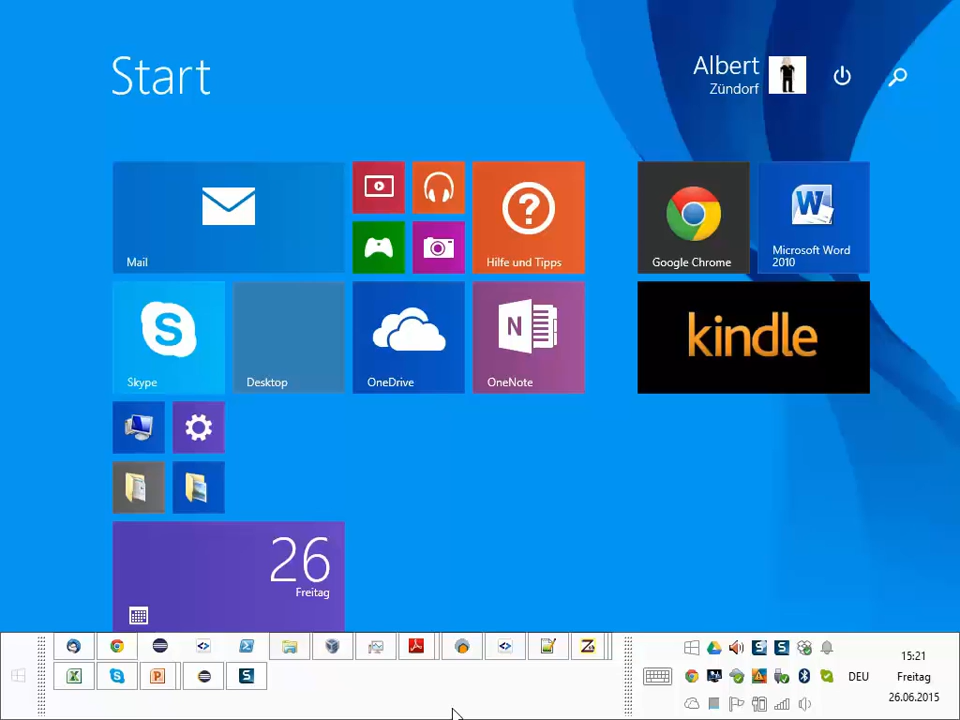 Start
Albert
Zündorf
Mail
Hilfe und Tipps
Google Chrome
Microsoft Word
2010
W
Skype
S
Desktop
OneDrive
OneNote
N
kindle
26
Freitag
DEU
15:21
Freitag
26.06.2015